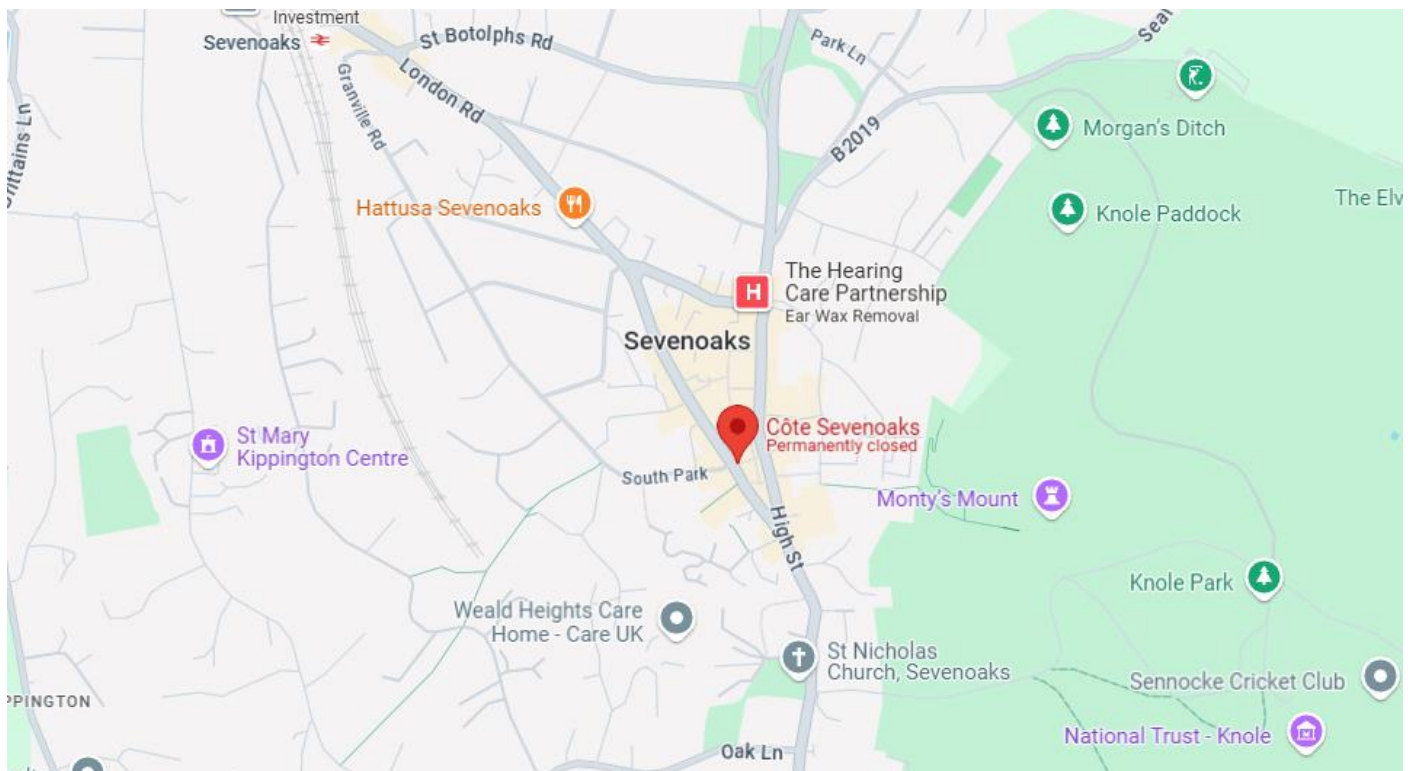 Investment
Sevenoaks
St Botolphs Rd
Park Ln
London Rd
Granville Rd
B2019
Morgan's Ditch
Hattusa Sevenoaks
Knole Paddock
The Elv
The Hearing
Care Partnership
Ear Wax Removal
H
Sevenoaks
Côte Sevenoaks
Permanently closed
St Mary
Kippington Centre
South Park
Monty's Mount
High St
Knole Park
Weald Heights Care
Home - Care UK
St Nicholas
Church, Sevenoaks
Sennocke Cricket Club
PPINGTON
National Trust - Knole
Oak Ln